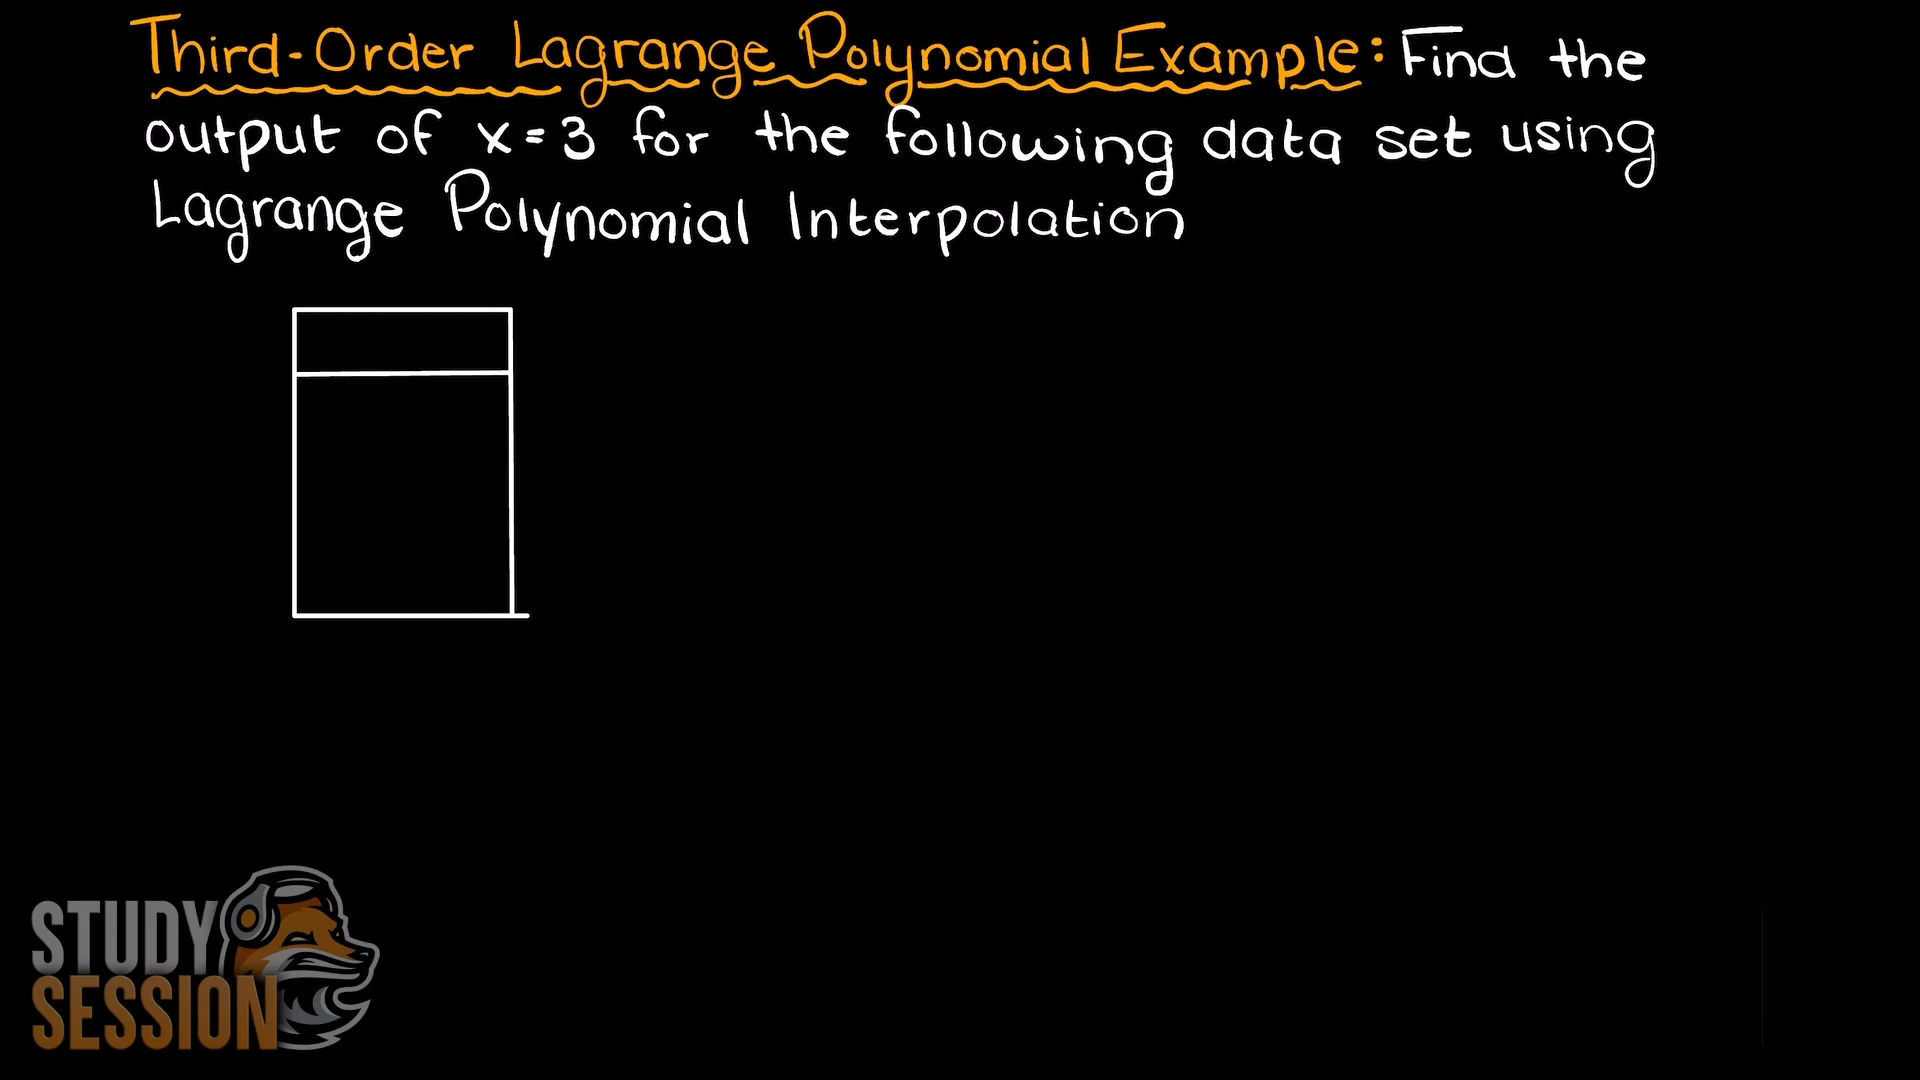 Third-Order Lagrange Polynomial Example: Find the
output of x=3 for the following data set using
Lagrange Polynomial Interpolation
STUDY
SESSION